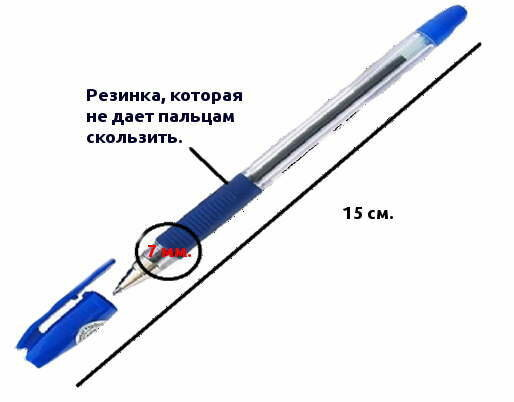 Резинка, которая
не дает пальцам
скользить.
15 см.
7 мм.